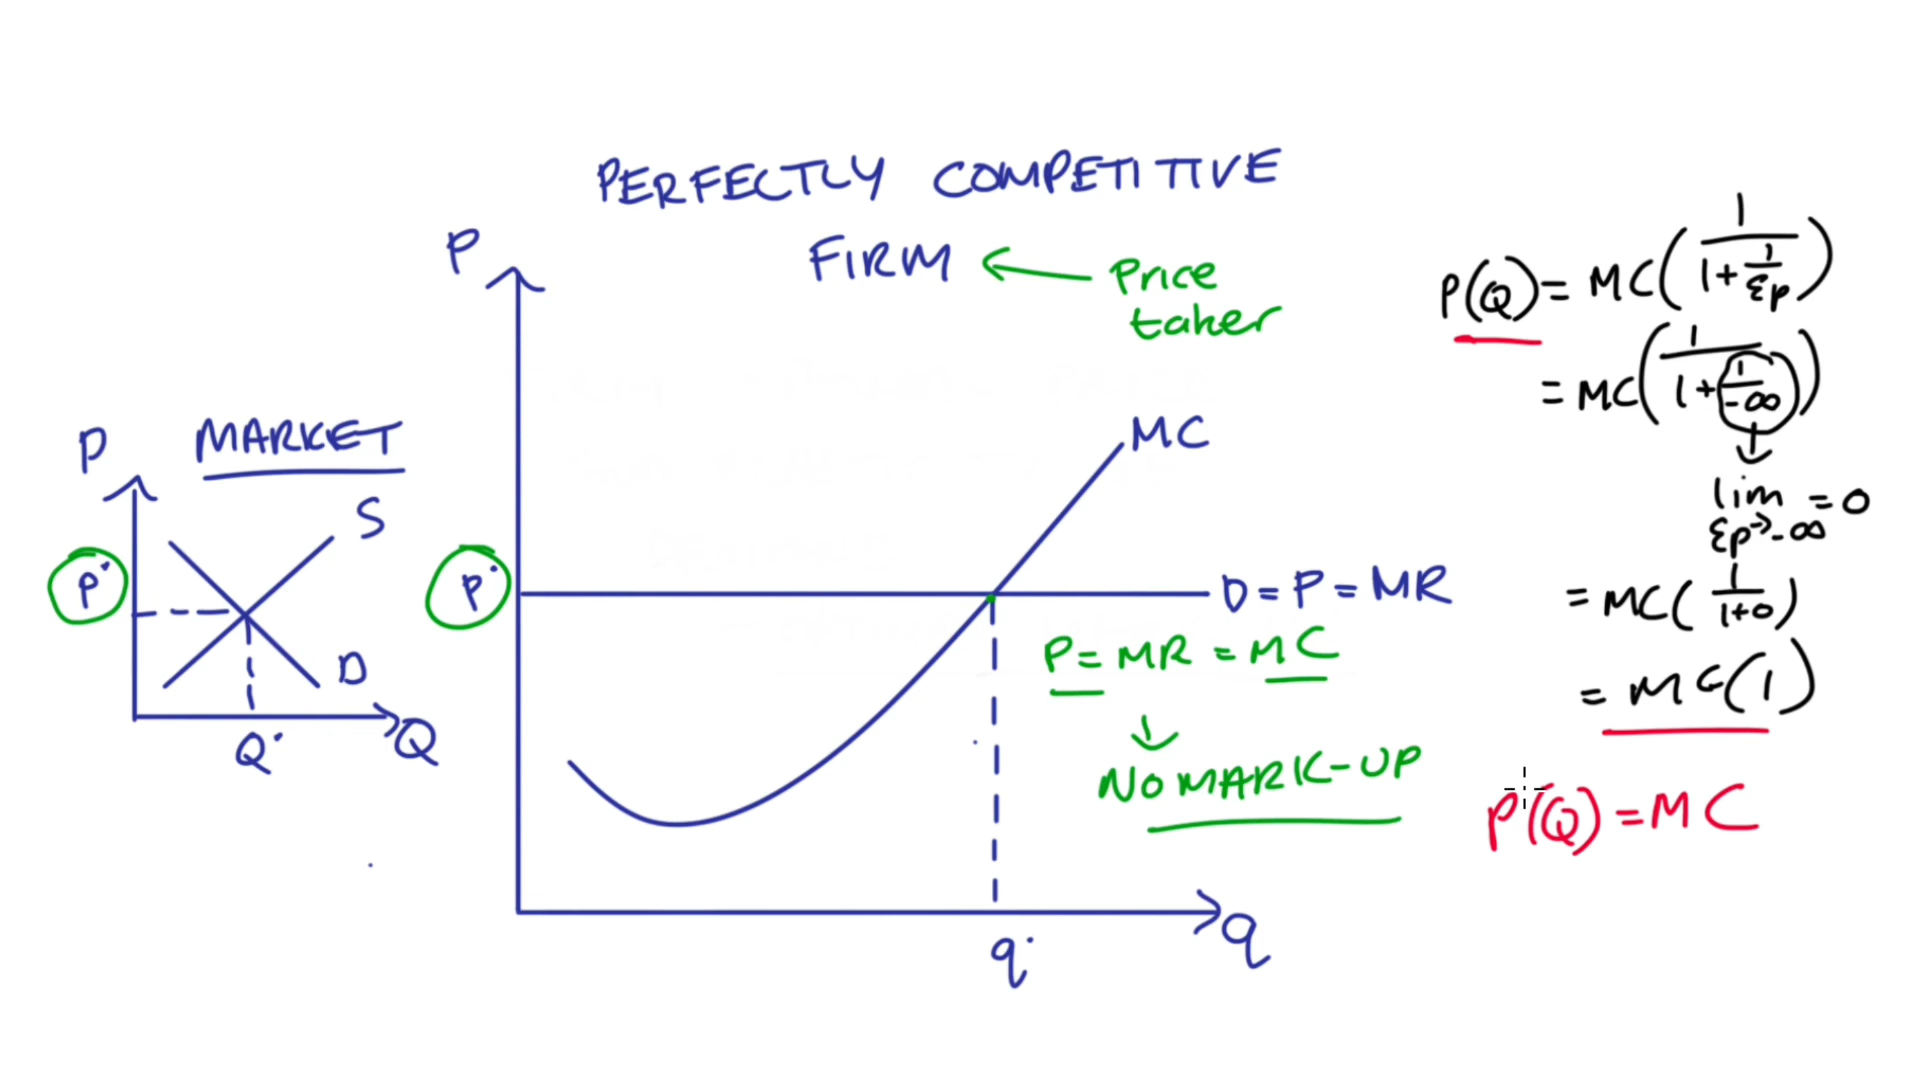 PERFECTLY COMPETITIVE
FIRM
Price
taker
P
MARKET
P
S
P*
D
Q*
Q
P*
MC
D = P = MR
P = MR = MC
NO MARK-UP
q*
q
P(Q) = MC(1/(1+1/εp))
= MC(1/(1+1/-∞))
lim = 0
εp→-∞
= MC(1/(1+0))
= MC(1)
P(Q) = MC